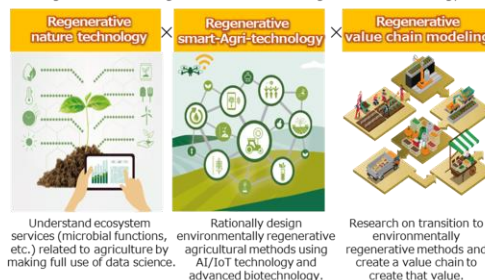 Regenerative
nature technology
×
Regenerative
smart-Agri-technology
×
Regenerative
value chain modeling
Understand ecosystem
services (microbial functions,
etc.) related to agriculture by
making full use of data science.
Rationally design
environmentally regenerative
agricultural methods using
AI/IoT technology and
advanced biotechnology.
Research on transition to
environmentally
regenerative methods and
create a value chain to
create that value.